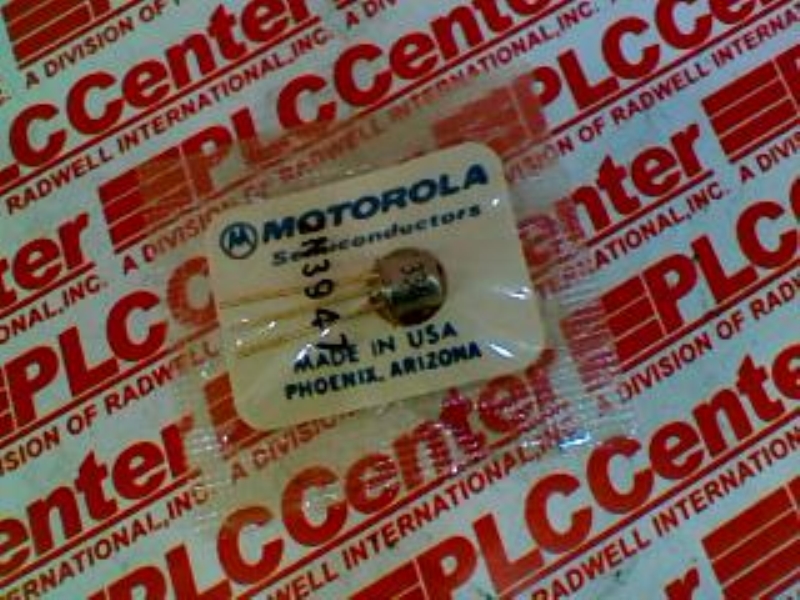 MOTOROLA
Semiconductors
2N3947
MADE IN USA
PHOENIX, ARIZONA
PLCCenter
A DIVISION OF RADWELL INTERNATIONAL, INC.